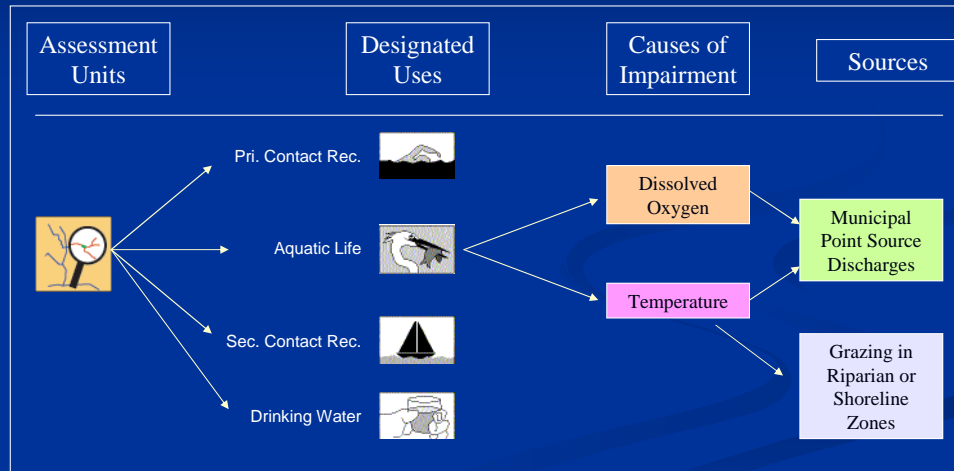 Assessment
Units
Designated
Uses
Causes of
Impairment
Sources
Pri. Contact Rec.
Aquatic Life
Sec. Contact Rec.
Drinking Water
Dissolved
Oxygen
Temperature
Municipal
Point Source
Discharges
Grazing in
Riparian or
Shoreline
Zones